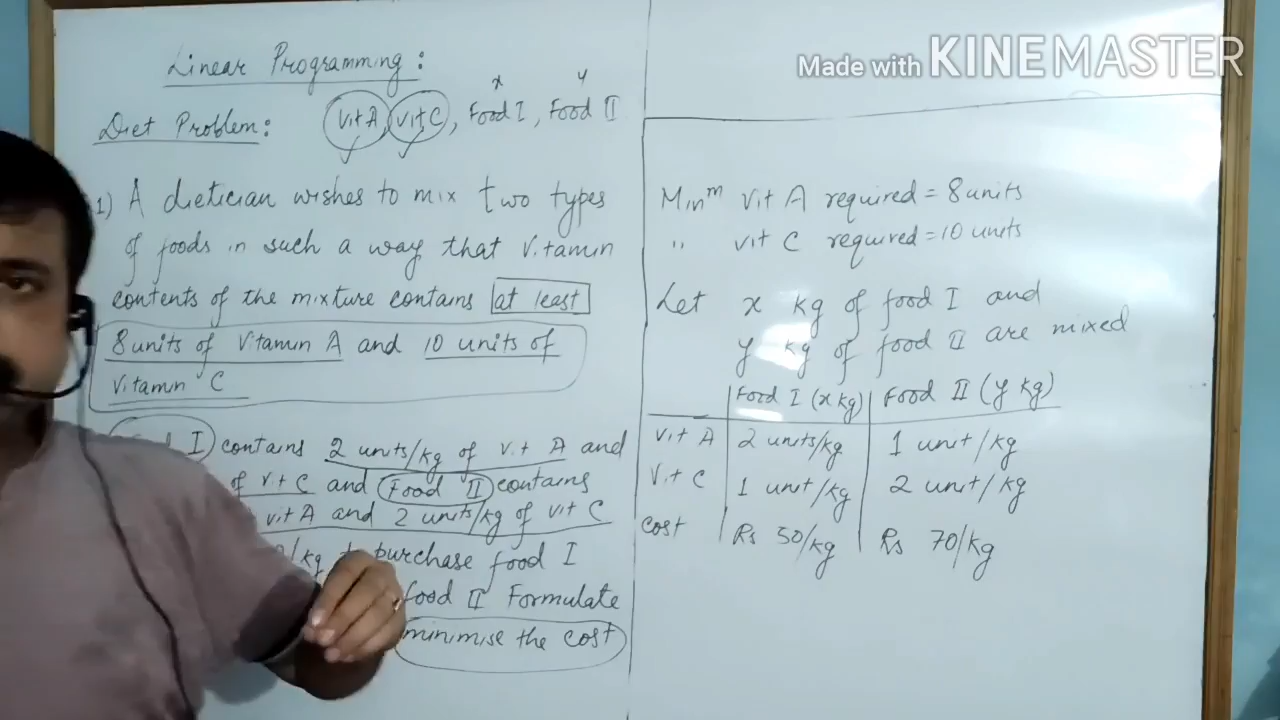 Linear Programming:
Diet Problem:
Vit A, Vit C, Food I, Food II
x y
1) A dietician wishes to mix two types
of foods in such a way that Vitamin
contents of the mixture contains at least
8 units of Vitamin A and 10 units of
Vitamin C
I contains 2 units/kg of Vit A and
of Vit C and Food II contains
Vit A and 2 units/kg of Vit C
/kg to purchase food I
food II Formulate
minimise the cost
Made with KINEMASTER
Minm Vit A required = 8 units
" Vit C required = 10 units
Let x kg of food I and
y kg of food II are mixed
Food I (x kg) Food II (y kg)
Vit A 2 units/kg 1 unit/kg
Vit C 1 unit/kg 2 unit/kg
Cost Rs 50/kg Rs 70/kg